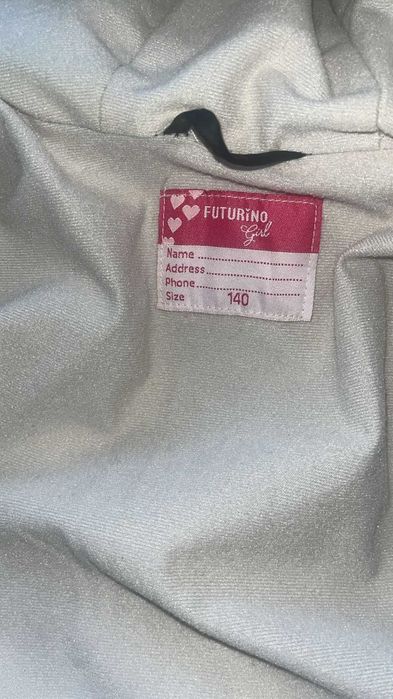 FUTURINO
Girl
Name ......................
Address...................
Phone......................
Size 140